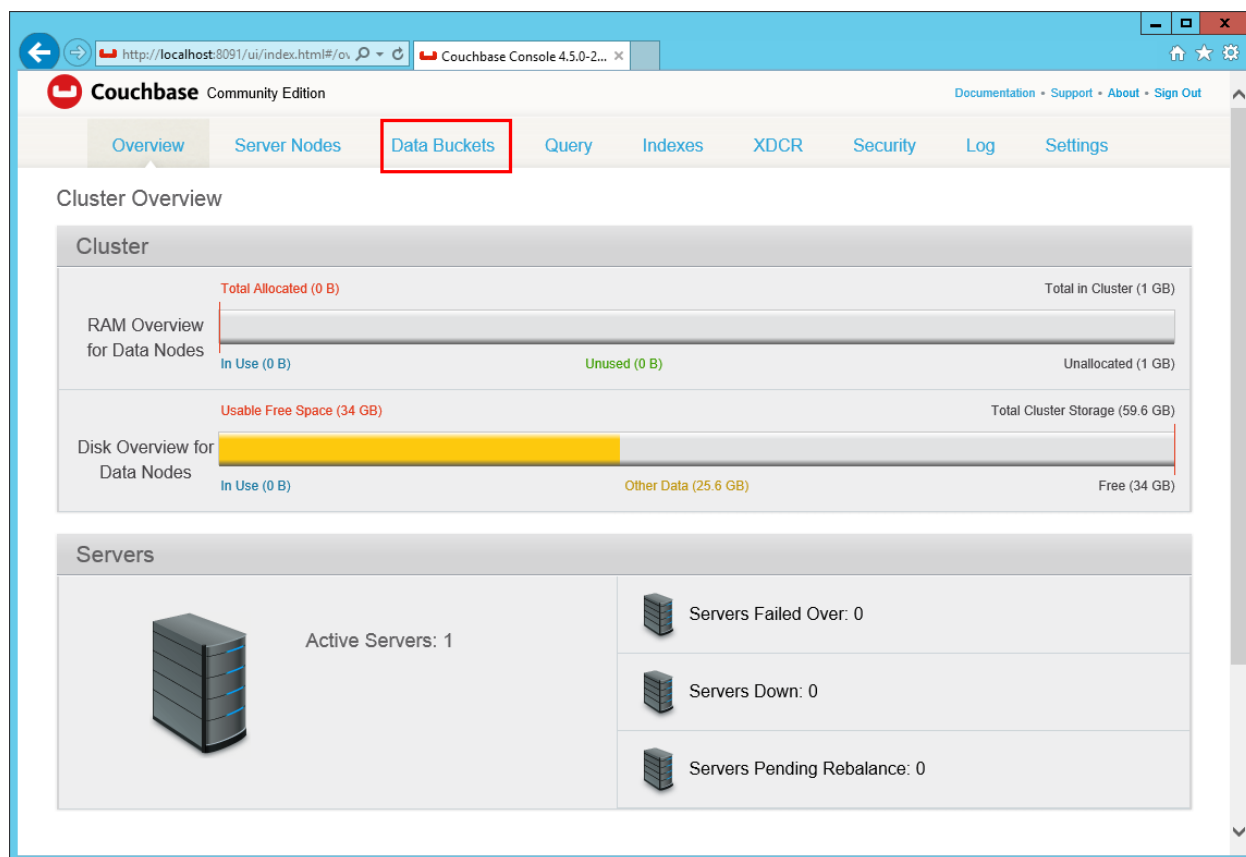 http://localhost:8091/ui/index.html#/ov
Couchbase Console 4.5.0-2...
Couchbase Community Edition
Documentation • Support • About • Sign Out
Overview Server Nodes Data Buckets Query Indexes XDCR Security Log Settings
Cluster Overview
Cluster
Total Allocated (0 B) Total in Cluster (1 GB)
RAM Overview
for Data Nodes
In Use (0 B) Unused (0 B) Unallocated (1 GB)
Usable Free Space (34 GB) Total Cluster Storage (59.6 GB)
Disk Overview for
Data Nodes
In Use (0 B) Other Data (25.6 GB) Free (34 GB)
Servers
Active Servers: 1
Servers Failed Over: 0
Servers Down: 0
Servers Pending Rebalance: 0